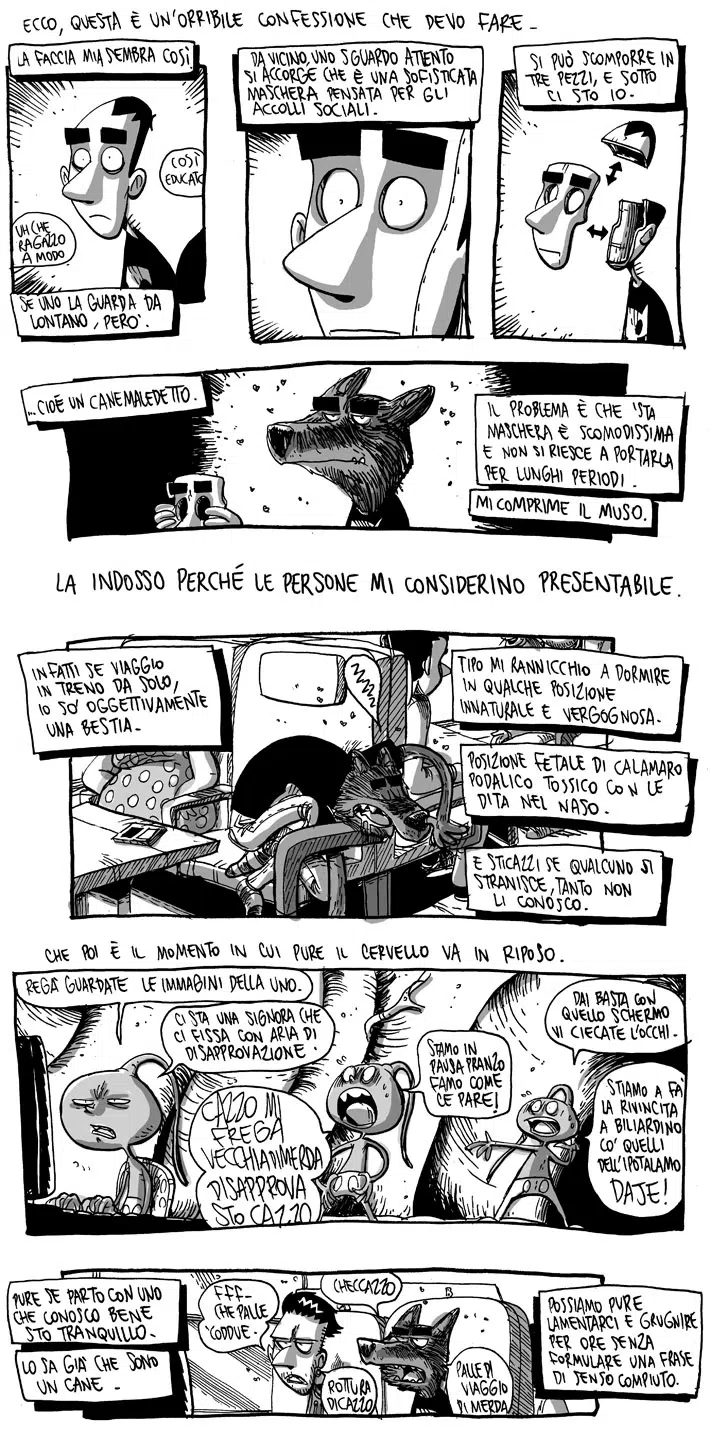 ECCO, QUESTA È UN'ORRIBILE CONFESSIONE CHE DEVO FARE-
LA FACCIA MIA SEMBRA COSÌ
COSÌ
EDUCATO
UH CHE
RAGAZZO
A MODO
SE UNO LA GUARDA DA
LONTANO, PERÒ.
DA VICINO, UNO SGUARDO ATTENTO
SI ACCORGE CHE È UNA SOFISTICATA
MASCHERA PENSATA PER GLI
ACCOLLI SOCIALI.
SI PUÒ SCOMPORRE IN
TRE PEZZI, E SOTTO
CI STO IO-
...CIOÈ UN CANEMALEDETTO.
IL PROBLEMA È CHE 'STA
MASCHERA È SCOMODISSIMA
E NON SI RIESCE A PORTARLA
PER LUNGHI PERIODI-
MI COMPRIME IL MUSO.
LA INDOSSO PERCHÉ LE PERSONE MI CONSIDERINO PRESENTABILE.
INFATTI SE VIAGGIO
IN TRENO DA SOLO,
IO SO' OGGETTIVAMENTE
UNA BESTIA-
TIPO MI RANNICCHIO A DORMIRE
IN QUALCHE POSIZIONE
INNATURALE E VERGOGNOSA-
POSIZIONE FETALE DI CALAMARO
PODALICO TOSSICO CON LE
DITA NEL NASO-
E STICAZZI SE QUALCUNO SI
STRANISCE, TANTO NON
LI CONOSCO.
CHE POI È IL MOMENTO IN CUI PURE IL CERVELLO VA IN RIPOSO.
REGA' GUARDATE LE IMMAGINI DELLA UNO.
CI STA UNA SIGNORA CHE
CI FISSA CON ARIA DI
DISAPPROVAZIONE.
CAZZO MI
FREGA
VECCHIADIMERDA
DISAPPROVA
STO CAZZO
STAMO IN
PAUSA PRANZO
FAMO COME
CE PARE!
DAI BASTA CON
QUELLO SCHERMO
VI CIECATE L'OCCHI-
STIAMO A FÀ
LA RIVINCITA
A BILIARDINO
CO' QUELLI
DELL'IPOTALAMO
DAJE!
PURE SE PARTO CON UNO
CHE CONOSCO BENE
STO TRANQUILLO-
LO SA GIÀ CHE SONO
UN CANE-
FFF-
CHE PALLE
'CODDUE-
CHECCAZZO
ROTTURA
DICAZZO
PALLE DI
VIAGGIO
DI MERDA
POSSIAMO PURE
LAMENTARCI E GRUGNIRE
PER ORE SENZA
FORMULARE UNA FRASE
DI SENSO COMPIUTO.